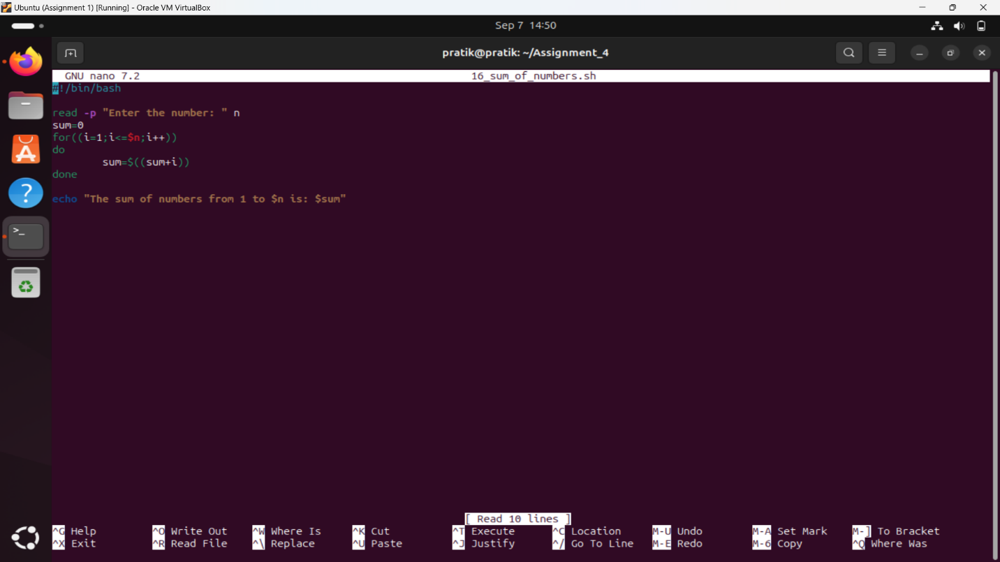 Ubuntu (Assignment 1) [Running] - Oracle VM VirtualBox
Sep 7 14:50
pratik@pratik: ~/Assignment_4
GNU nano 7.2 16_sum_of_numbers.sh
#!/bin/bash
read -p "Enter the number: " n
sum=0
for((i=1;i<=$n;i++))
do
sum=$((sum+i))
done
echo "The sum of numbers from 1 to $n is: $sum"
[ Read 10 lines ]
^G Help ^O Write Out ^W Where Is ^K Cut ^T Execute ^C Location M-U Undo M-A Set Mark M-] To Bracket
^X Exit ^R Read File ^\ Replace ^U Paste ^J Justify ^/ Go To Line M-E Redo M-6 Copy ^Q Where Was